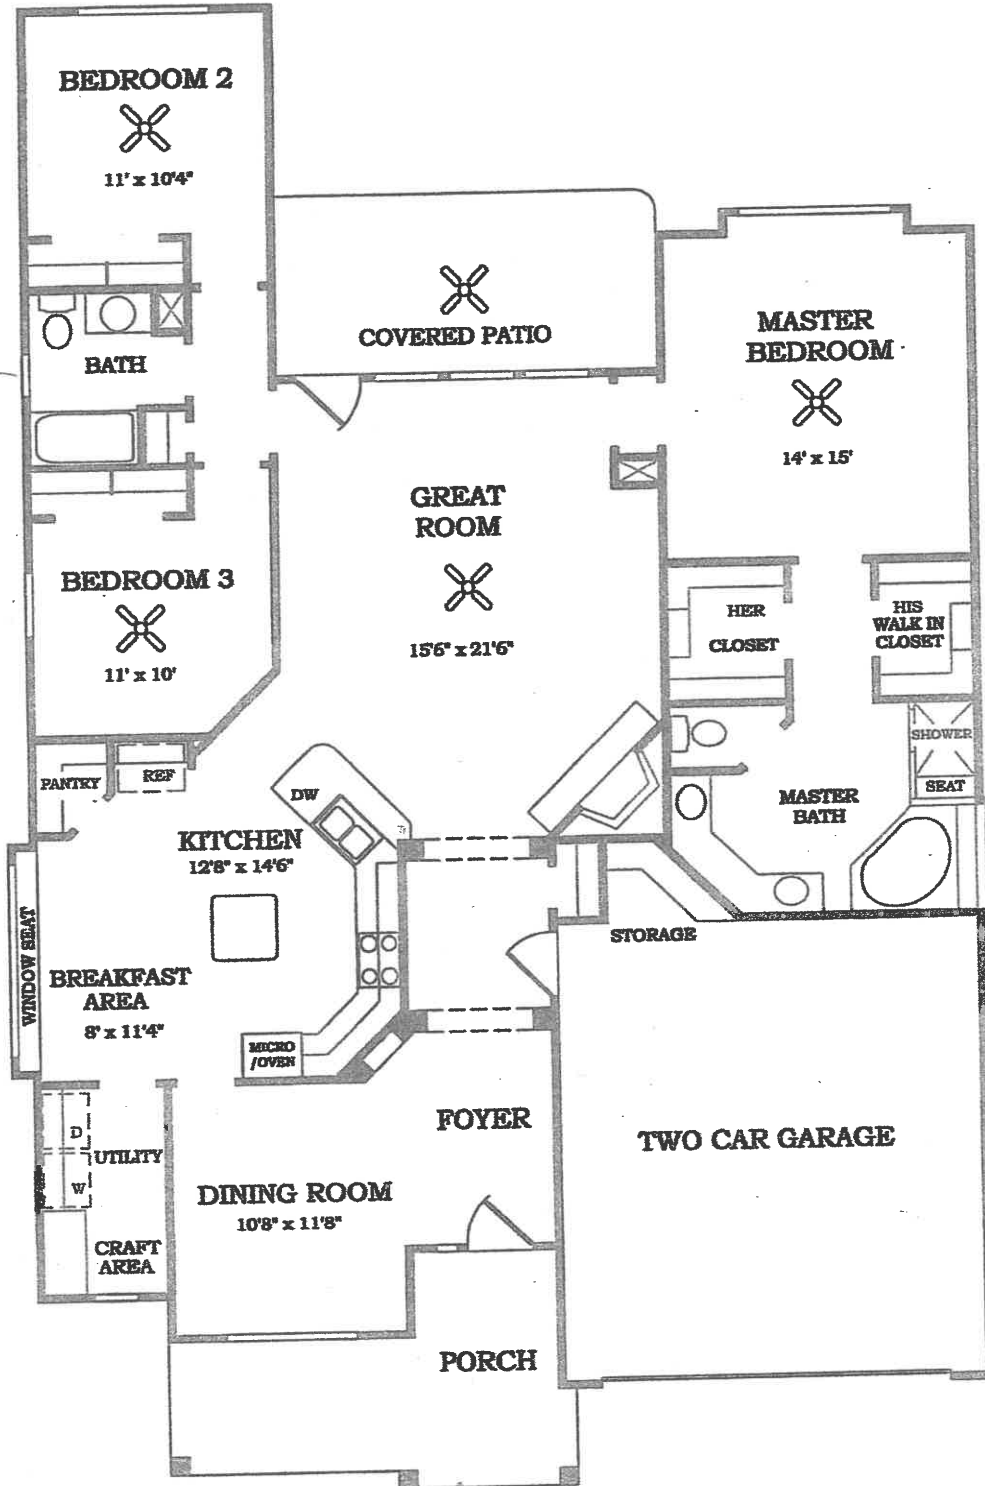 BEDROOM 2
11' x 10'4"
COVERED PATIO
MASTER
BEDROOM
14' x 15'
BATH
GREAT
ROOM
15'6" x 21'6"
BEDROOM 3
11' x 10'
HER
CLOSET
HIS
WALK IN
CLOSET
SHOWER
SEAT
MASTER
BATH
PANTRY
REF
DW
KITCHEN
12'8" x 14'6"
STORAGE
WINDOW SEAT
BREAKFAST
AREA
8' x 11'4"
MICRO
/OVEN
FOYER
TWO CAR GARAGE
D
UTILITY
W
DINING ROOM
10'8" x 11'8"
CRAFT
AREA
PORCH